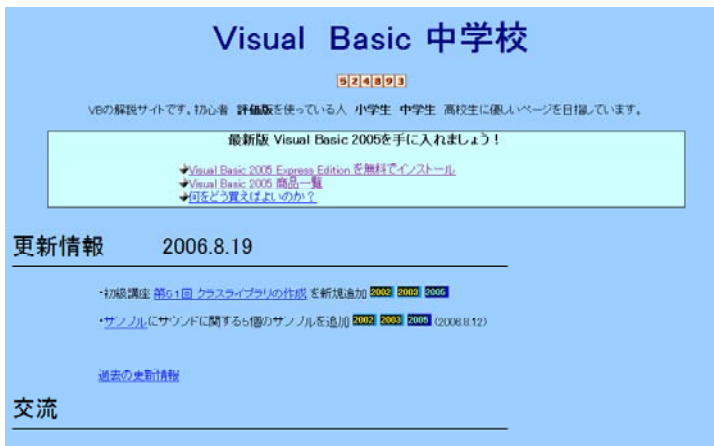 Visual Basic 中学校
524893
VBの解説サイトです。初心者 評価版を使っている人 小学生 中学生 高校生に優しいページを目指しています。
最新版 Visual Basic 2005を手に入れましょう！
Visual Basic 2005 Express Edition を無料でインストール
Visual Basic 2005 商品一覧
何をどう買えばよいのか？
更新情報 2006.8.19
・初級講座 第51回 クラスライブラリの作成 を新規追加 2002 2003 2005
・サンプルにサウンドに関する5個のサンプルを追加 2002 2003 2005 (2006.8.12)
過去の更新情報
交流